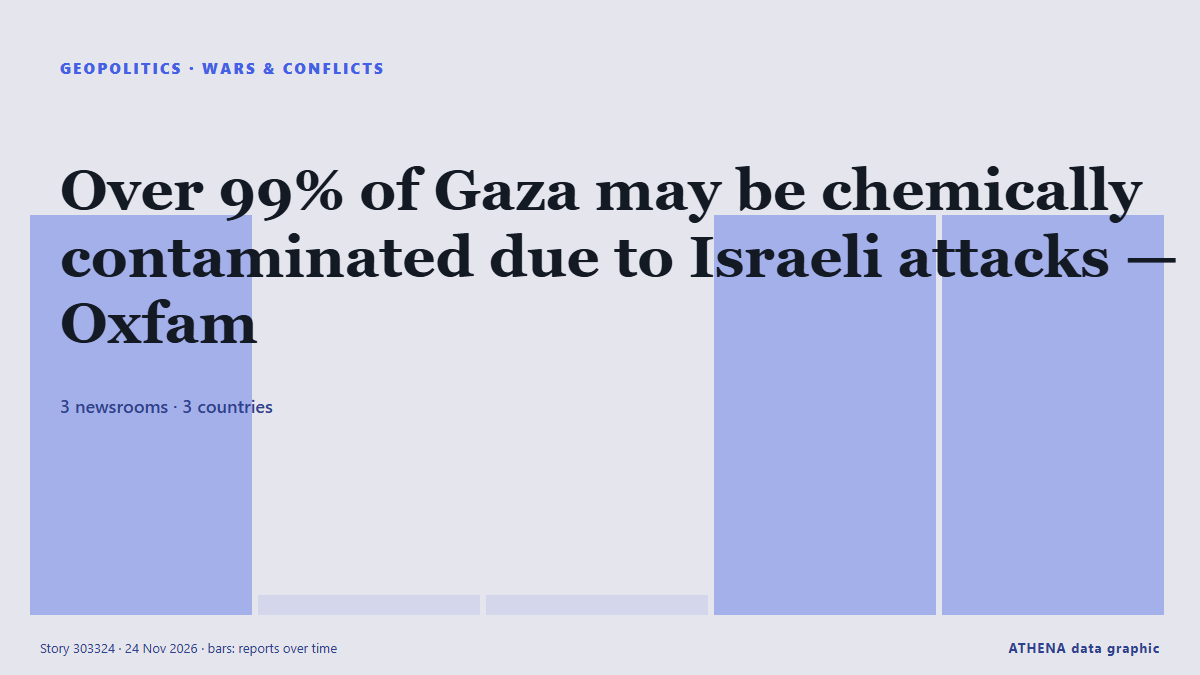 GEOPOLITICS · WARS & CONFLICTS
Over 99% of Gaza may be chemically
contaminated due to Israeli attacks —
Oxfam
3 newsrooms · 3 countries
Story 303324 · 24 Nov 2026 · bars: reports over time
ATHENA data graphic